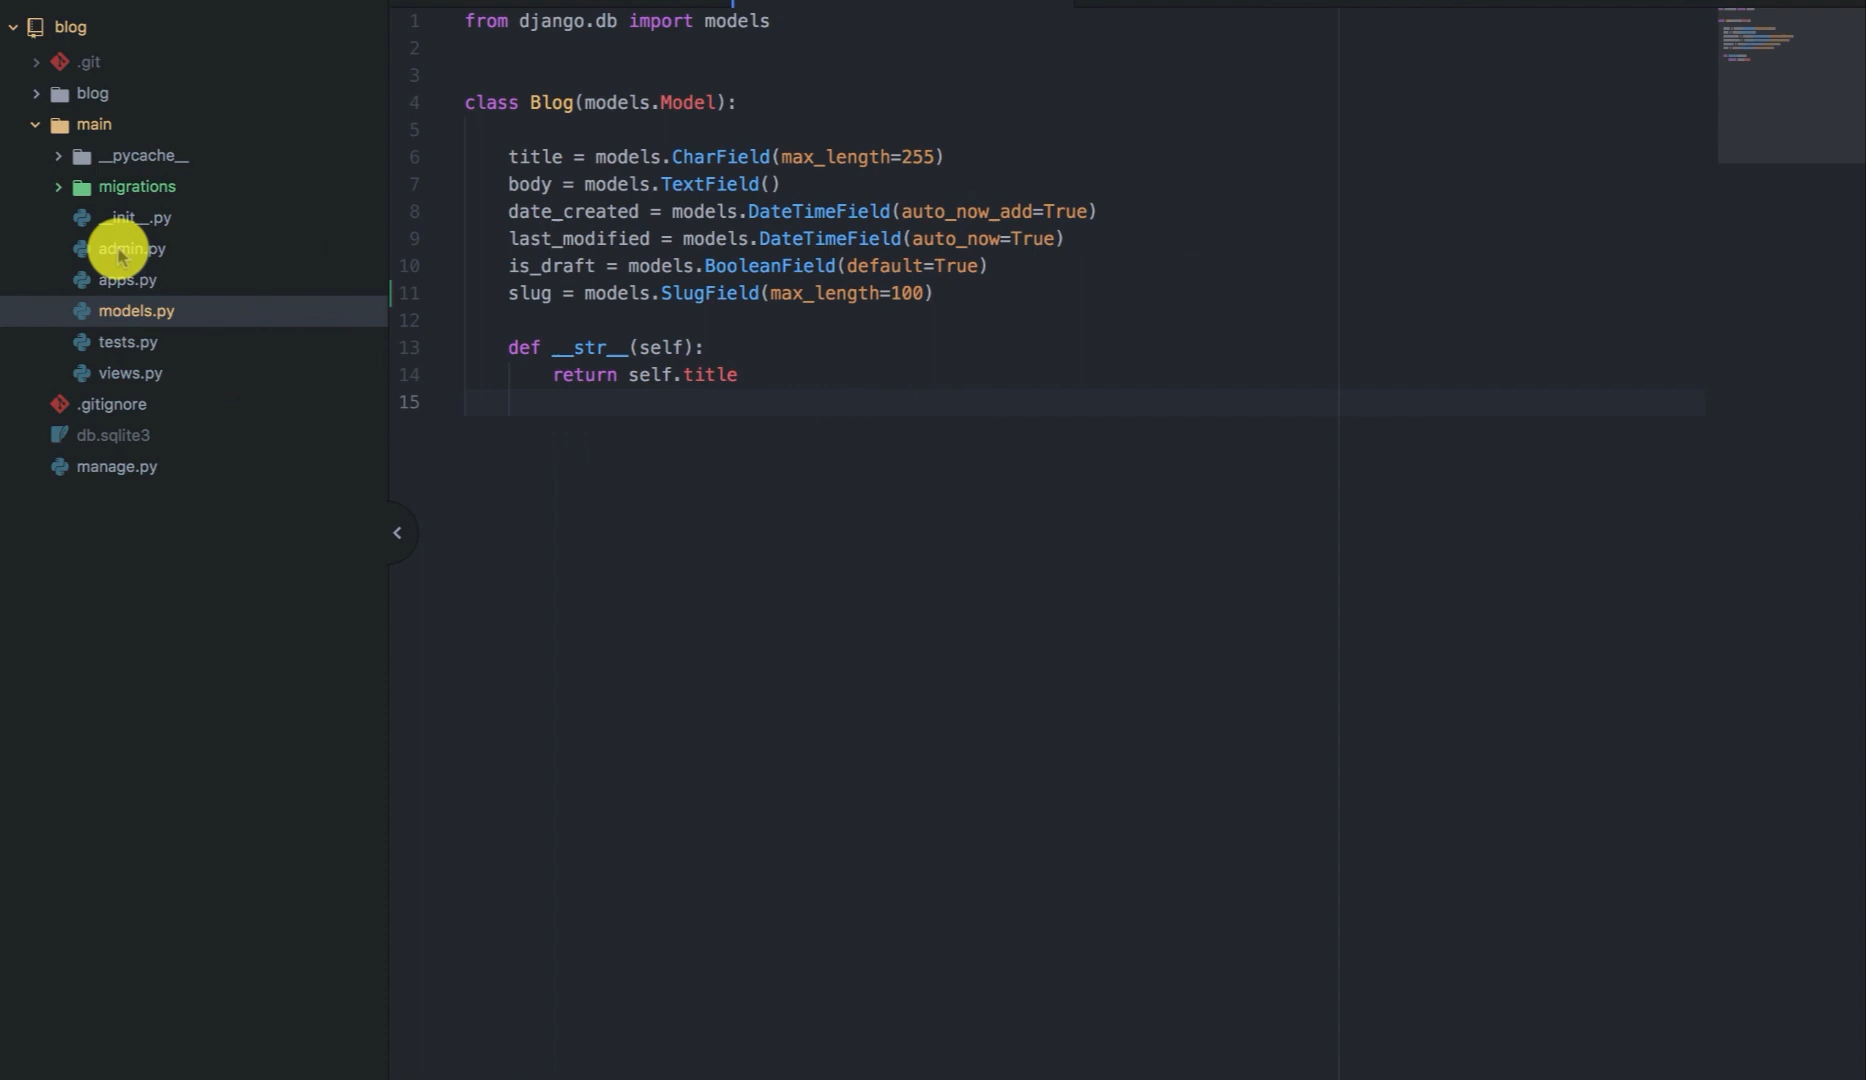 blog
.git
blog
main
__pycache__
migrations
__init__.py
admin.py
apps.py
models.py
tests.py
views.py
.gitignore
db.sqlite3
manage.py
1 from django.db import models
2
3
4 class Blog(models.Model):
5
6 title = models.CharField(max_length=255)
7 body = models.TextField()
8 date_created = models.DateTimeField(auto_now_add=True)
9 last_modified = models.DateTimeField(auto_now=True)
10 is_draft = models.BooleanField(default=True)
11 slug = models.SlugField(max_length=100)
12
13 def __str__(self):
14 return self.title
15